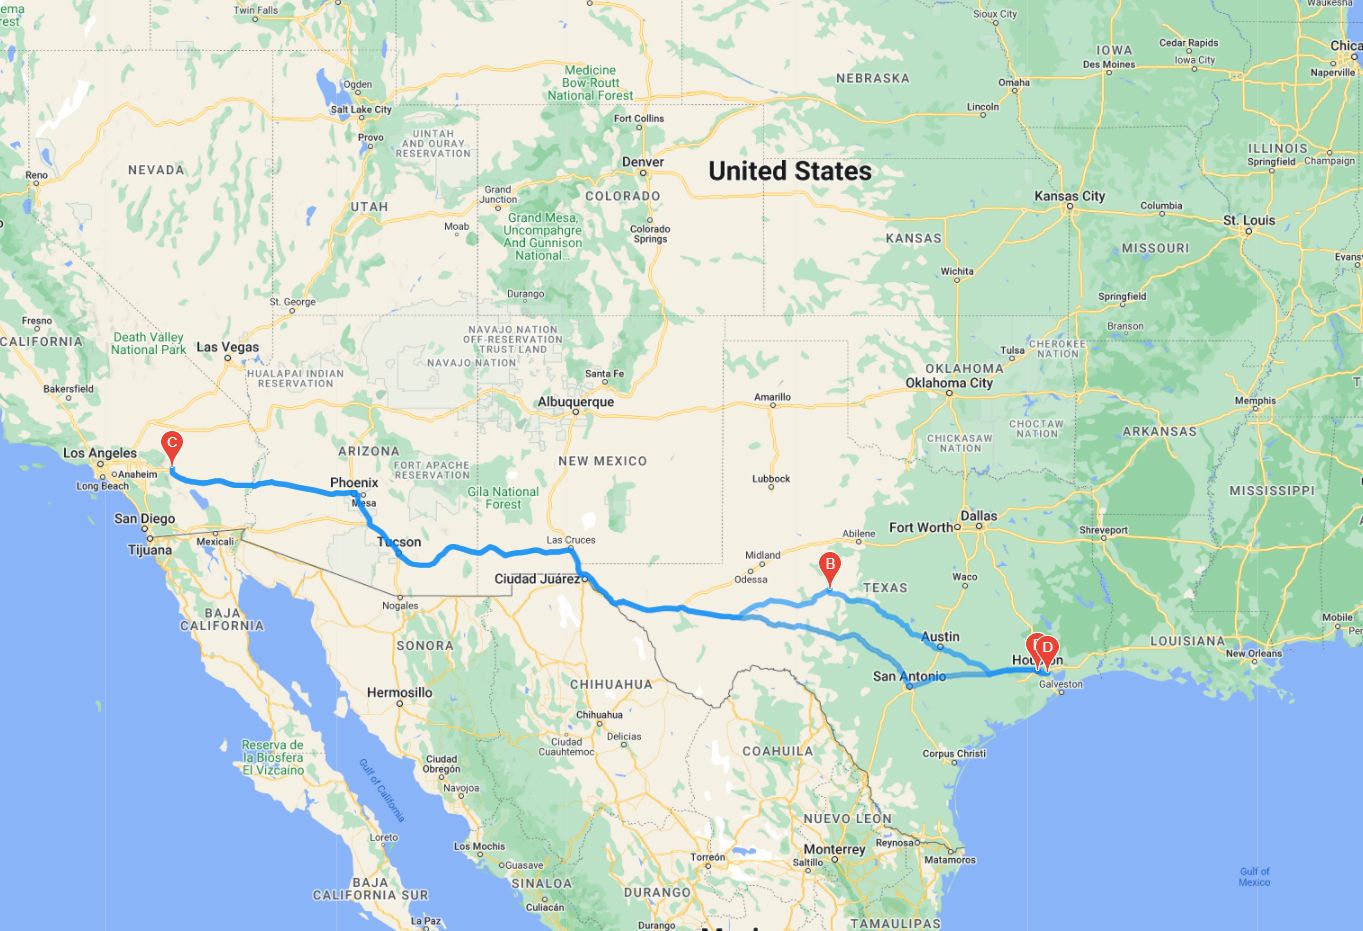 Twin Falls
Sioux City
Waukesha
IOWA
Cedar Rapids
Iowa City
Chica
Naperville
Des Moines
NEBRASKA
Omaha
Medicine
Bow-Routt
National Forest
Ogden
Salt Lake City
Lincoln
Fort Collins
Provo
UINTAH
AND OURAY
RESERVATION
ILLINOIS
Springfield
Champaign
Reno
NEVADA
Denver
United States
COLORADO
Kansas City
Grand
Junction
UTAH
Columbia
St. Louis
Moab
Grand Mesa,
Uncompahgre
And Gunnison
National...
Colorado
Springs
KANSAS
MISSOURI
Evans
Wichita
St. George
Durango
Springfield
Fresno
CALIFORNIA
Death Valley
National Park
Las Vegas
NAVAJO NATION
OFF-RESERVATION
TRUST LAND
NAVAJO NATION
Branson
Tulsa
CHEROKEE
NATION
HUALAPAI INDIAN
RESERVATION
Santa Fe
OKLAHOMA
Oklahoma City
Bakersfield
Albuquerque
Amarillo
Memphis
CHOCTAW
NATION
ARKANSAS
CHICKASAW
NATION
C
Los Angeles
Anaheim
Long Beach
ARIZONA
FORT APACHE
RESERVATION
NEW MEXICO
Phoenix
Mesa
Gila National
Forest
Lubbock
MISSISSIPPI
San Diego
Tijuana
Mexicali
Dallas
Fort Worth
Shreveport
Tucson
Las Cruces
Abilene
Midland
Odessa
B
TEXAS
Waco
Ciudad Juárez
Nogales
BAJA
CALIFORNIA
SONORA
Austin
D
Houston
LOUISIANA
Mobile
New Orleans
San Antonio
Galveston
Hermosillo
CHIHUAHUA
Chihuahua
Ciudad
Cuauhtemoc
Delicias
Reserva de
la Biosfera
El Vizcaíno
Gulf of California
Ciudad
Obregón
Navojoa
COAHUILA
Corpus Christi
NUEVO LEON
Loreto
Los Mochis
Guasave
Torreón
Monterrey
Saltillo
Reynosa
Matamoros
Gulf of
Mexico
BAJA
CALIFORNIA SUR
SINALOA
Culiacán
DURANGO
La Paz
Durango
TAMAULIPAS